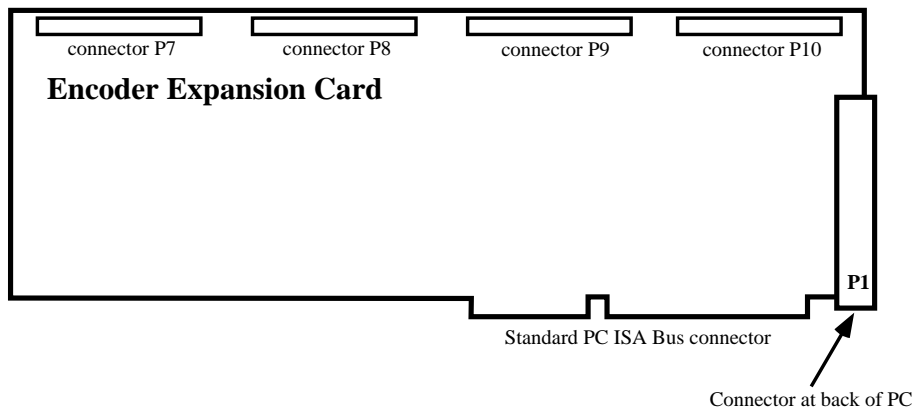 connector P7
connector P8
connector P9
connector P10
Encoder Expansion Card
P1
Standard PC ISA Bus connector
Connector at back of PC